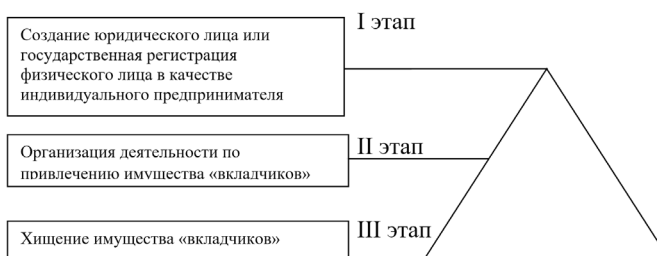 I этап
Создание юридического лица или
государственная регистрация
физического лица в качестве
индивидуального предпринимателя
II этап
Организация деятельности по
привлечению имущества «вкладчиков»
III этап
Хищение имущества «вкладчиков»